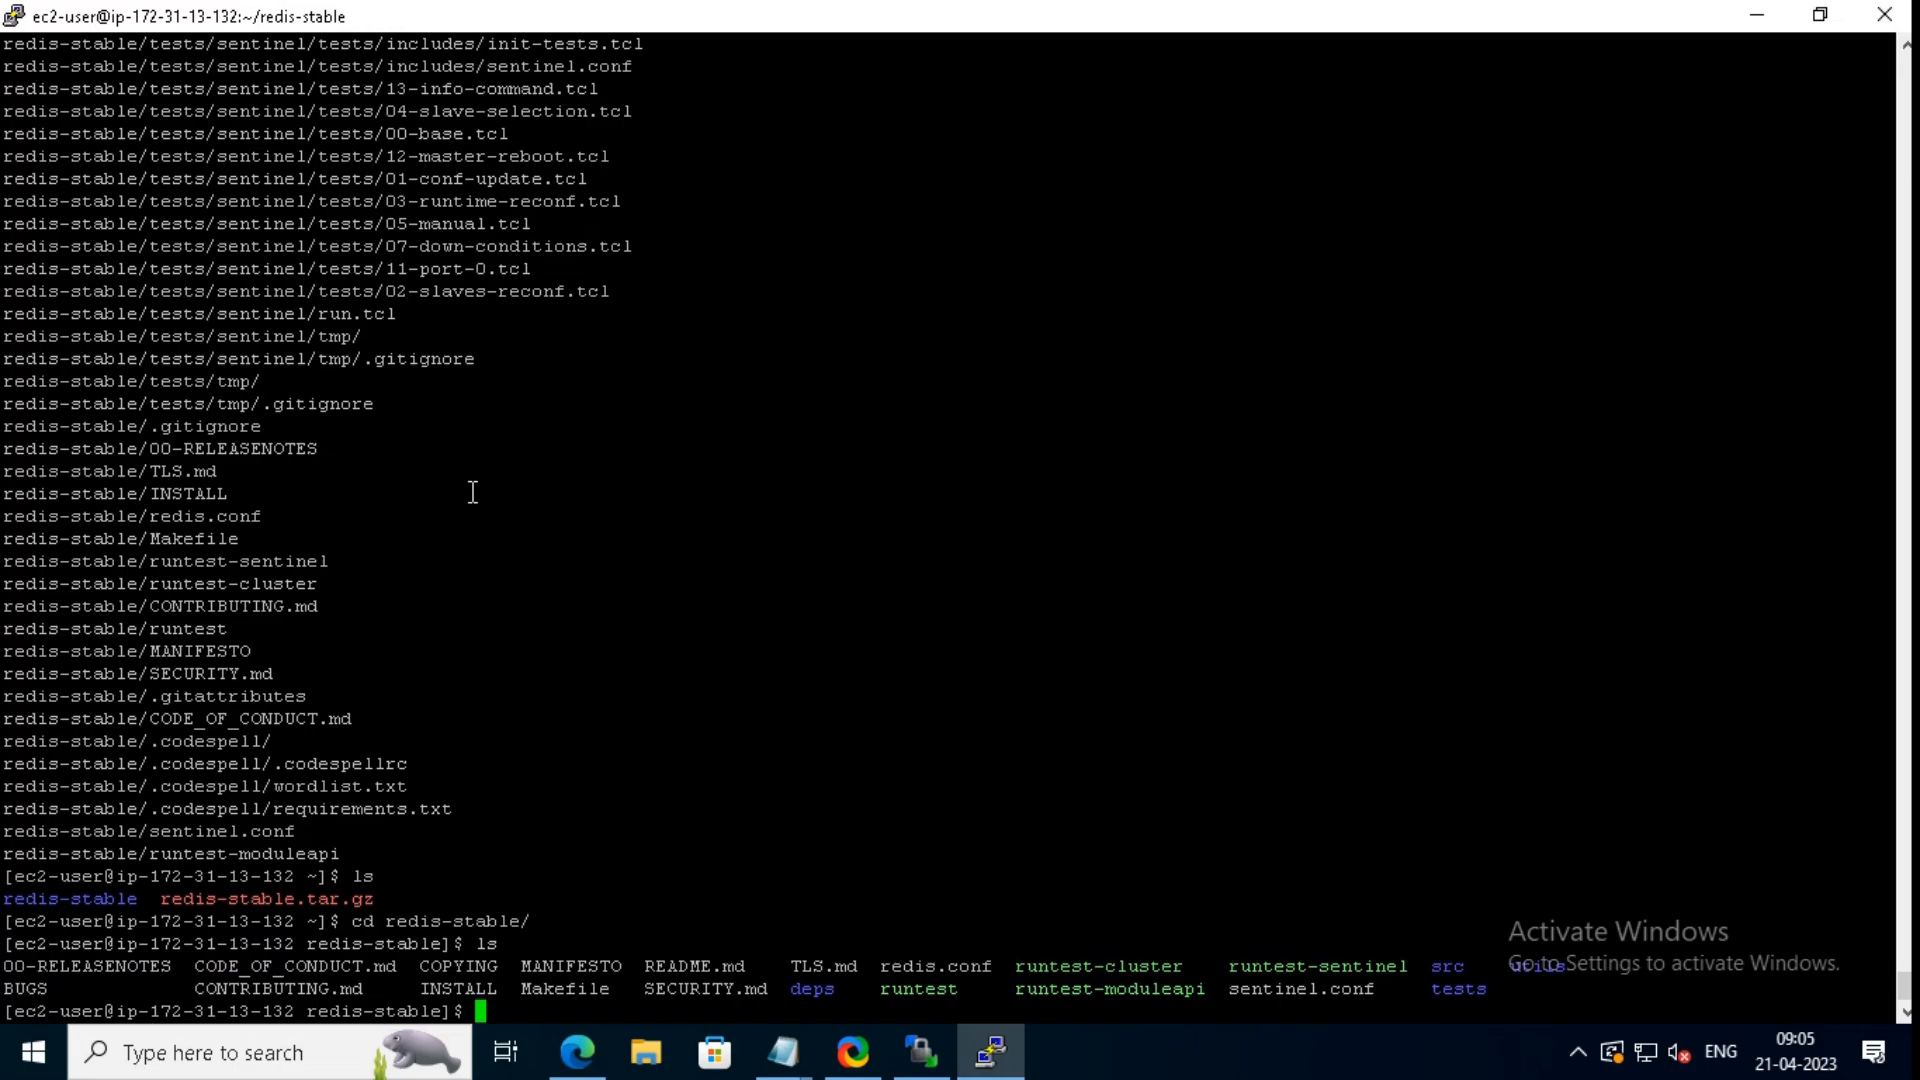 ec2-user@ip-172-31-13-132:~/redis-stable
redis-stable/tests/sentinel/tests/includes/init-tests.tcl
redis-stable/tests/sentinel/tests/includes/sentinel.conf
redis-stable/tests/sentinel/tests/13-info-command.tcl
redis-stable/tests/sentinel/tests/04-slave-selection.tcl
redis-stable/tests/sentinel/tests/00-base.tcl
redis-stable/tests/sentinel/tests/12-master-reboot.tcl
redis-stable/tests/sentinel/tests/01-conf-update.tcl
redis-stable/tests/sentinel/tests/03-runtime-reconf.tcl
redis-stable/tests/sentinel/tests/05-manual.tcl
redis-stable/tests/sentinel/tests/07-down-conditions.tcl
redis-stable/tests/sentinel/tests/11-port-0.tcl
redis-stable/tests/sentinel/tests/02-slaves-reconf.tcl
redis-stable/tests/sentinel/run.tcl
redis-stable/tests/sentinel/tmp/
redis-stable/tests/sentinel/tmp/.gitignore
redis-stable/tests/tmp/
redis-stable/tests/tmp/.gitignore
redis-stable/.gitignore
redis-stable/00-RELEASENOTES
redis-stable/TLS.md
redis-stable/INSTALL
redis-stable/redis.conf
redis-stable/Makefile
redis-stable/runtest-sentinel
redis-stable/runtest-cluster
redis-stable/CONTRIBUTING.md
redis-stable/runtest
redis-stable/MANIFESTO
redis-stable/SECURITY.md
redis-stable/.gitattributes
redis-stable/CODE_OF_CONDUCT.md
redis-stable/.codespell/
redis-stable/.codespell/.codespellrc
redis-stable/.codespell/wordlist.txt
redis-stable/.codespell/requirements.txt
redis-stable/sentinel.conf
redis-stable/runtest-moduleapi
[ec2-user@ip-172-31-13-132 ~]$ ls
redis-stable  redis-stable.tar.gz
[ec2-user@ip-172-31-13-132 ~]$ cd redis-stable/
[ec2-user@ip-172-31-13-132 redis-stable]$ ls
00-RELEASENOTES  CODE_OF_CONDUCT.md  COPYING  MANIFESTO  README.md    TLS.md  redis.conf  runtest-cluster    runtest-sentinel  src    utils
BUGS             CONTRIBUTING.md     INSTALL  Makefile   SECURITY.md  deps    runtest     runtest-moduleapi  sentinel.conf     tests
[ec2-user@ip-172-31-13-132 redis-stable]$
Activate Windows
Go to Settings to activate Windows.
Type here to search
ENG
09:05
21-04-2023